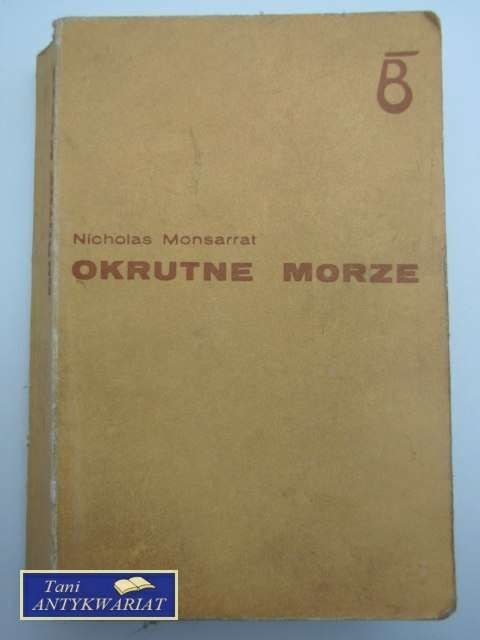 B
Nicholas Monsarrat
OKRUTNE MORZE
Tani
ANTYKWARIAT